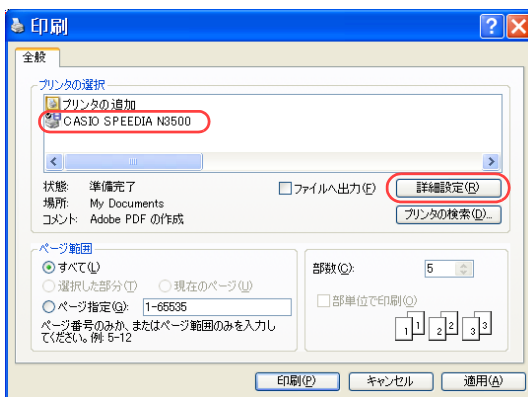 印刷
全般
プリンタの選択
プリンタの追加
CASIO SPEEDIA N3500
状態: 準備完了
場所: My Documents
コメント: Adobe PDF の作成
ファイルへ出力(F)
詳細設定(R)
プリンタの検索(D)...
ページ範囲
すべて(L)
選択した部分(T)
現在のページ(U)
ページ指定(G): 1-65535
ページ番号のみか、またはページ範囲のみを入力し
てください。例: 5-12
部数(C): 5
部単位で印刷(O)
1 1 2 2 3 3
印刷(P)
キャンセル
適用(A)